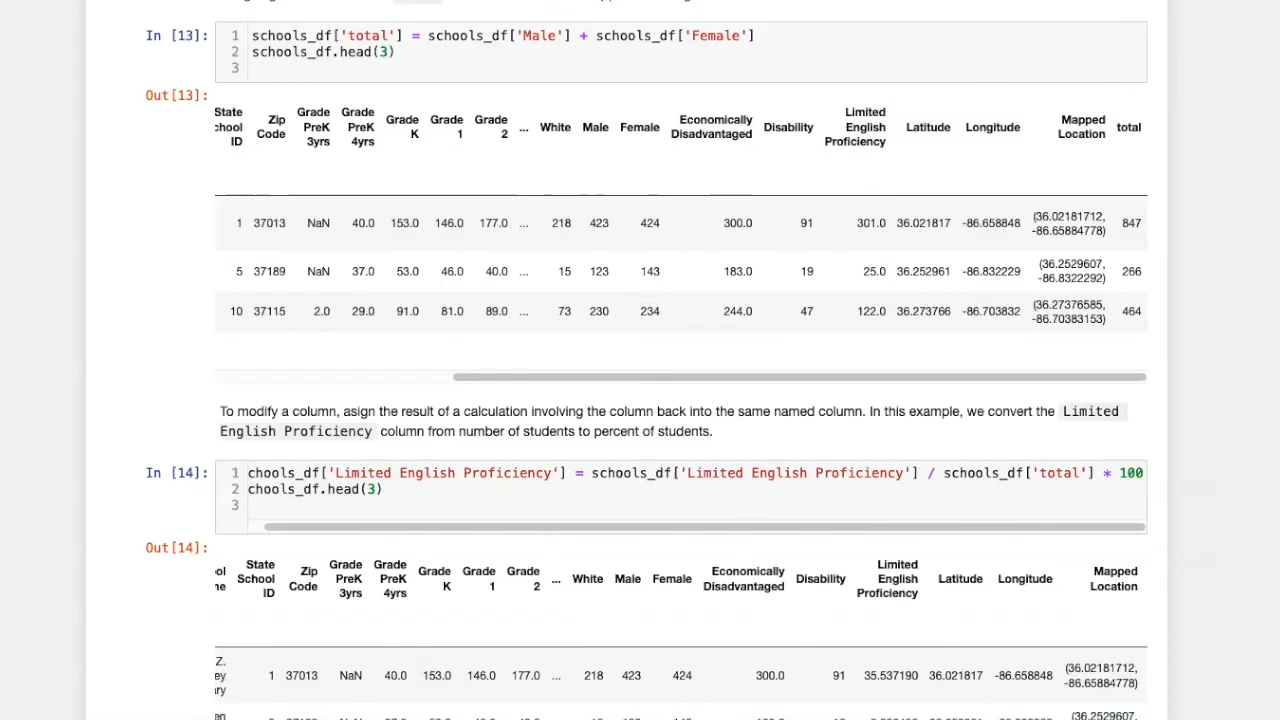 In [13]:
1 schools_df['total'] = schools_df['Male'] + schools_df['Female']
2 schools_df.head(3)
3
Out[13]:
State chool ID Zip Code Grade PreK 3yrs Grade PreK 4yrs Grade K Grade 1 Grade 2 ... White Male Female Economically Disadvantaged Disability Limited English Proficiency Latitude Longitude Mapped Location total
1 37013 NaN 40.0 153.0 146.0 177.0 ... 218 423 424 300.0 91 301.0 36.021817 -86.658848 (36.02181712, -86.65884778) 847
5 37189 NaN 37.0 53.0 46.0 40.0 ... 15 123 143 183.0 19 25.0 36.252961 -86.832229 (36.2529607, -86.8322292) 266
10 37115 2.0 29.0 91.0 81.0 89.0 ... 73 230 234 244.0 47 122.0 36.273766 -86.703832 (36.27376585, -86.70383153) 464
To modify a column, asign the result of a calculation involving the column back into the same named column. In this example, we convert the Limited
English Proficiency column from number of students to percent of students.
In [14]:
1 chools_df['Limited English Proficiency'] = schools_df['Limited English Proficiency'] / schools_df['total'] * 100
2 chools_df.head(3)
3
Out[14]:
ol ne State School ID Zip Code Grade PreK 3yrs Grade PreK 4yrs Grade K Grade 1 Grade 2 ... White Male Female Economically Disadvantaged Disability Limited English Proficiency Latitude Longitude Mapped Location
Z. ey ary 1 37013 NaN 40.0 153.0 146.0 177.0 ... 218 423 424 300.0 91 35.537190 36.021817 -86.658848 (36.02181712, -86.65884778)
(36.2529607,